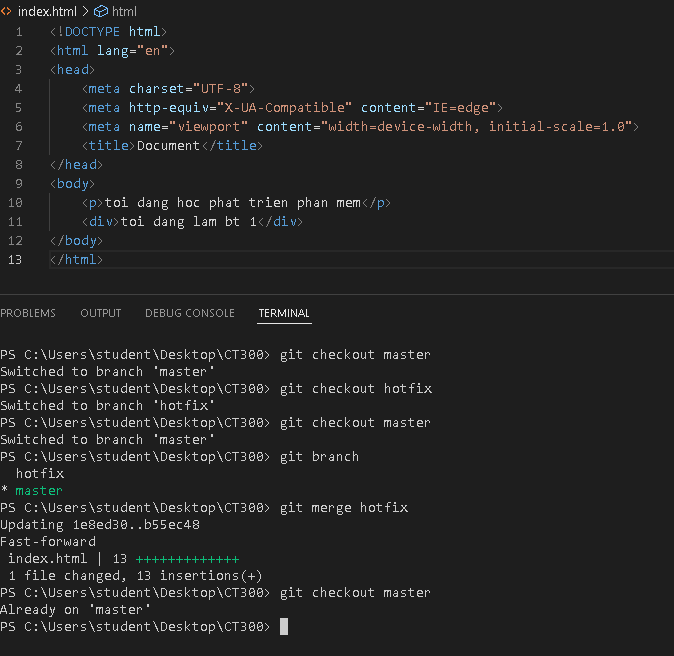 index.html > html
1 <!DOCTYPE html>
2 <html lang="en">
3 <head>
4 <meta charset="UTF-8">
5 <meta http-equiv="X-UA-Compatible" content="IE=edge">
6 <meta name="viewport" content="width=device-width, initial-scale=1.0">
7 <title>Document</title>
8 </head>
9 <body>
10 <p>toi dang hoc phat trien phan mem</p>
11 <div>toi dang lam bt 1</div>
12 </body>
13 </html>
PROBLEMS OUTPUT DEBUG CONSOLE TERMINAL
PS C:\Users\student\Desktop\CT300> git checkout master
Switched to branch 'master'
PS C:\Users\student\Desktop\CT300> git checkout hotfix
Switched to branch 'hotfix'
PS C:\Users\student\Desktop\CT300> git checkout master
Switched to branch 'master'
PS C:\Users\student\Desktop\CT300> git branch
hotfix
* master
PS C:\Users\student\Desktop\CT300> git merge hotfix
Updating 1e8ed30..b55ec48
Fast-forward
index.html | 13 +++++++++++++
1 file changed, 13 insertions(+)
PS C:\Users\student\Desktop\CT300> git checkout master
Already on 'master'
PS C:\Users\student\Desktop\CT300>